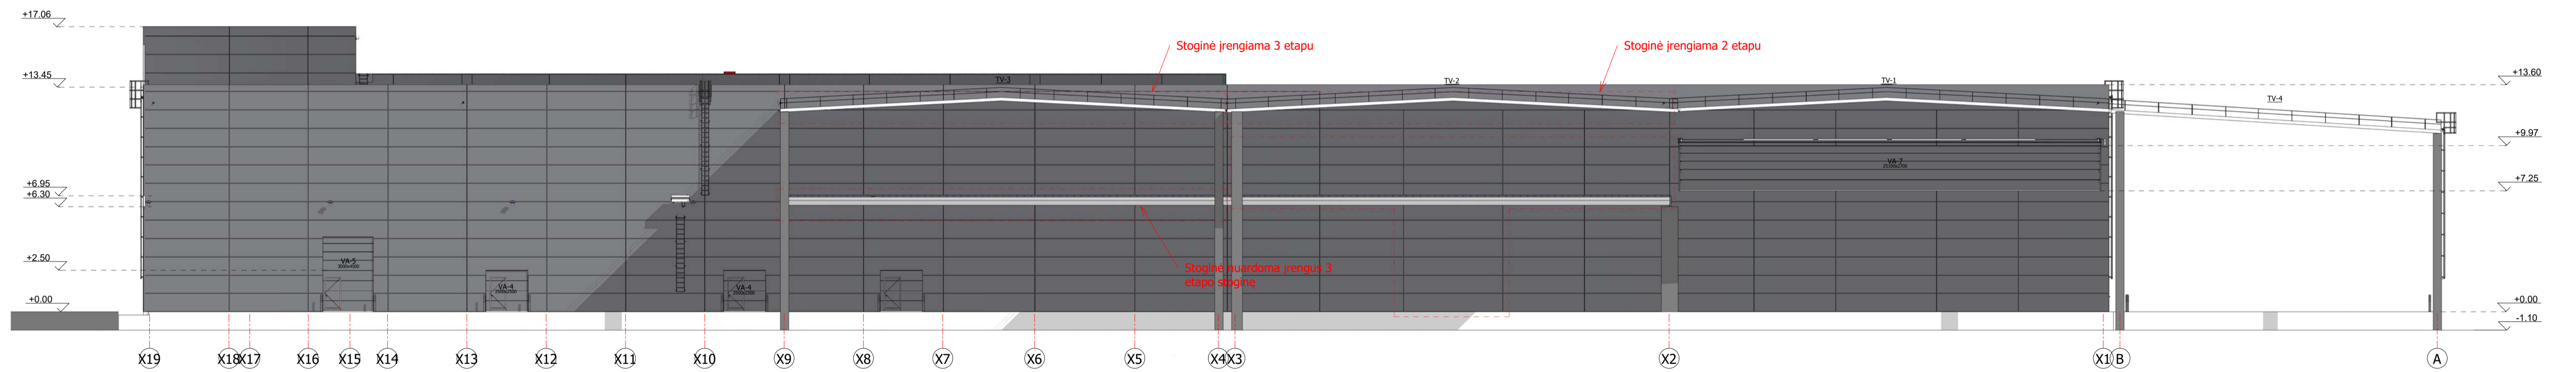 +17.06
Stoginė įrengiama 3 etapu
Stoginė įrengiama 2 etapu
+13.45
TV-3
TV-2
TV-1
+13.60
TV-4
+9.97
VA-7
+6.95
+6.30
+7.25
+2.50
VA-5
3000x4500
VA-4
2500x2500
VA-4
2500x2500
Stoginė nuardoma įrengus 3
etapo stoginę
+0.00
+0.00
-1.10
X19
X18
X17
X16
X15
X14
X13
X12
X11
X10
X9
X8
X7
X6
X5
X4
X3
X2
X1
B
A